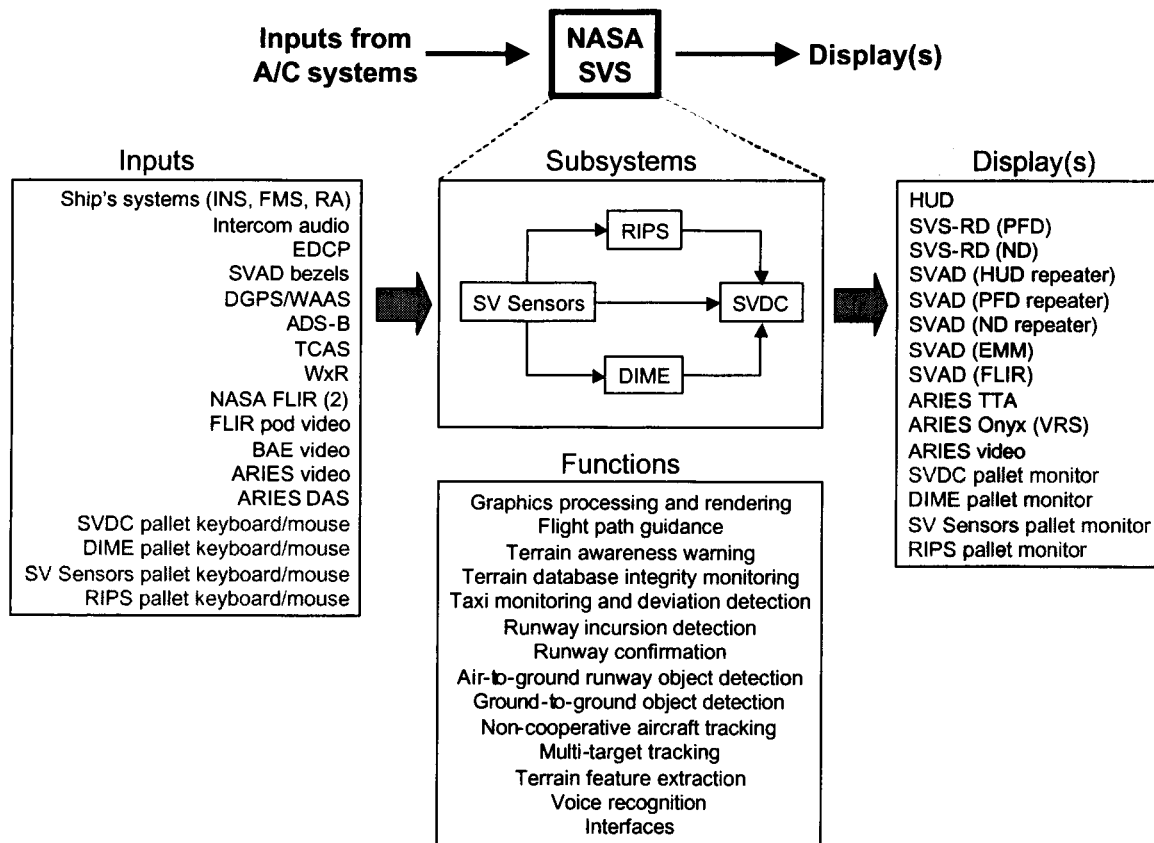 Inputs from
A/C systems
NASA
SVS
Display(s)
Inputs
Ship's systems (INS, FMS, RA)
Intercom audio
EDCP
SVAD bezels
DGPS/WAAS
ADS-B
TCAS
WxR
NASA FLIR (2)
FLIR pod video
BAE video
ARIES video
ARIES DAS
SVDC pallet keyboard/mouse
DIME pallet keyboard/mouse
SV Sensors pallet keyboard/mouse
RIPS pallet keyboard/mouse
Subsystems
RIPS
SV Sensors
SVDC
DIME
Functions
Graphics processing and rendering
Flight path guidance
Terrain awareness warning
Terrain database integrity monitoring
Taxi monitoring and deviation detection
Runway incursion detection
Runway confirmation
Air-to-ground runway object detection
Ground-to-ground object detection
Non-cooperative aircraft tracking
Multi-target tracking
Terrain feature extraction
Voice recognition
Interfaces
Display(s)
HUD
SVS-RD (PFD)
SVS-RD (ND)
SVAD (HUD repeater)
SVAD (PFD repeater)
SVAD (ND repeater)
SVAD (EMM)
SVAD (FLIR)
ARIES TTA
ARIES Onyx (VRS)
ARIES video
SVDC pallet monitor
DIME pallet monitor
SV Sensors pallet monitor
RIPS pallet monitor